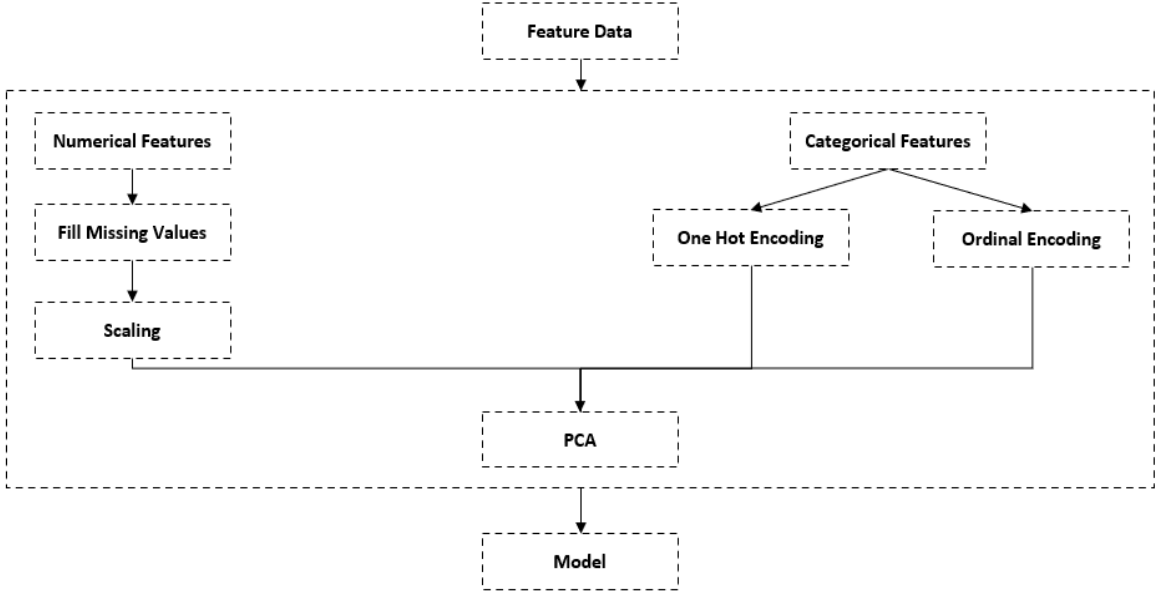 Feature Data
Numerical Features
Categorical Features
Fill Missing Values
One Hot Encoding
Ordinal Encoding
Scaling
PCA
Model